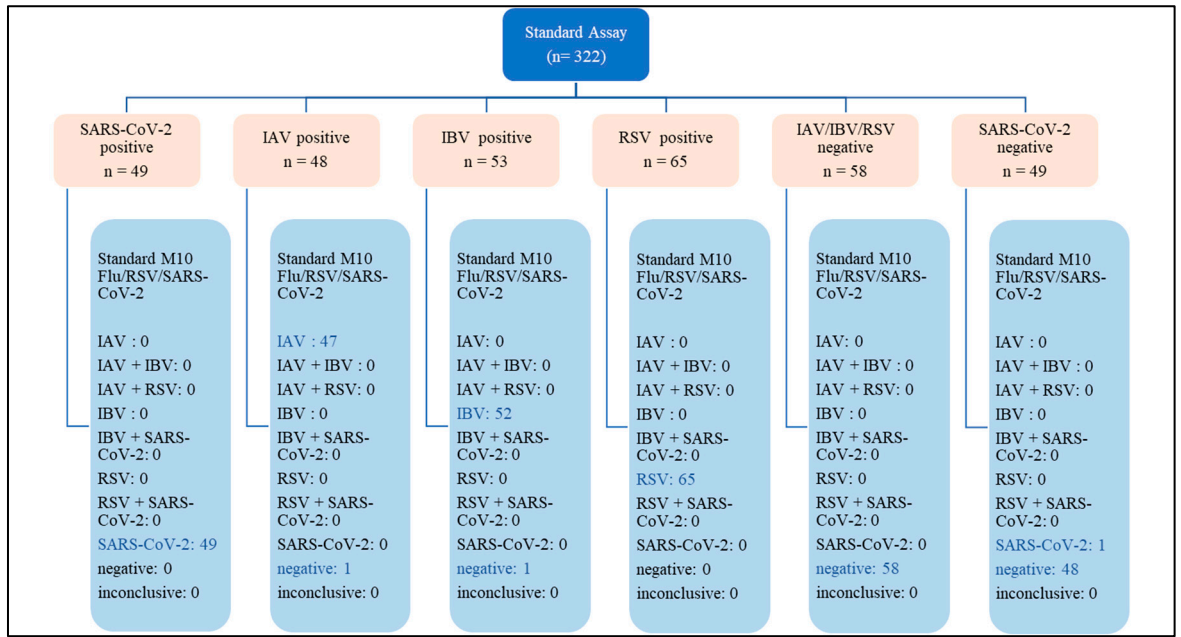 Standard Assay
(n= 322)
SARS-CoV-2
positive
n = 49
IAV positive
n = 48
IBV positive
n = 53
RSV positive
n = 65
IAV/IBV/RSV
negative
n = 58
SARS-CoV-2
negative
n = 49
Standard M10
Flu/RSV/SARS-
CoV-2
IAV : 0
IAV + IBV: 0
IAV + RSV: 0
IBV : 0
IBV + SARS-
CoV-2: 0
RSV: 0
RSV + SARS-
CoV-2: 0
SARS-CoV-2: 49
negative: 0
inconclusive: 0
Standard M10
Flu/RSV/SARS-
CoV-2
IAV : 47
IAV + IBV : 0
IAV + RSV : 0
IBV : 0
IBV + SARS-
CoV-2: 0
RSV: 0
RSV + SARS-
CoV-2: 0
SARS-CoV-2: 0
negative: 1
inconclusive: 0
Standard M10
Flu/RSV/SARS-
CoV-2
IAV: 0
IAV + IBV : 0
IAV + RSV: 0
IBV: 52
IBV + SARS-
CoV-2: 0
RSV: 0
RSV + SARS-
CoV-2: 0
SARS-CoV-2: 0
negative: 1
inconclusive: 0
Standard M10
Flu/RSV/SARS-
CoV-2
IAV : 0
IAV + IBV : 0
IAV + RSV: 0
IBV : 0
IBV + SARS-
CoV-2: 0
RSV: 65
RSV + SARS-
CoV-2: 0
SARS-CoV-2: 0
negative: 0
inconclusive: 0
Standard M10
Flu/RSV/SARS-
CoV-2
IAV: 0
IAV + IBV : 0
IAV + RSV: 0
IBV : 0
IBV + SARS-
CoV-2: 0
RSV: 0
RSV + SARS-
CoV-2: 0
SARS-CoV-2: 0
negative: 58
inconclusive: 0
Standard M10
Flu/RSV/SARS-
CoV-2
IAV : 0
IAV + IBV : 0
IAV + RSV: 0
IBV : 0
IBV + SARS-
CoV-2: 0
RSV: 0
RSV + SARS-
CoV-2: 0
SARS-CoV-2: 1
negative: 48
inconclusive: 0